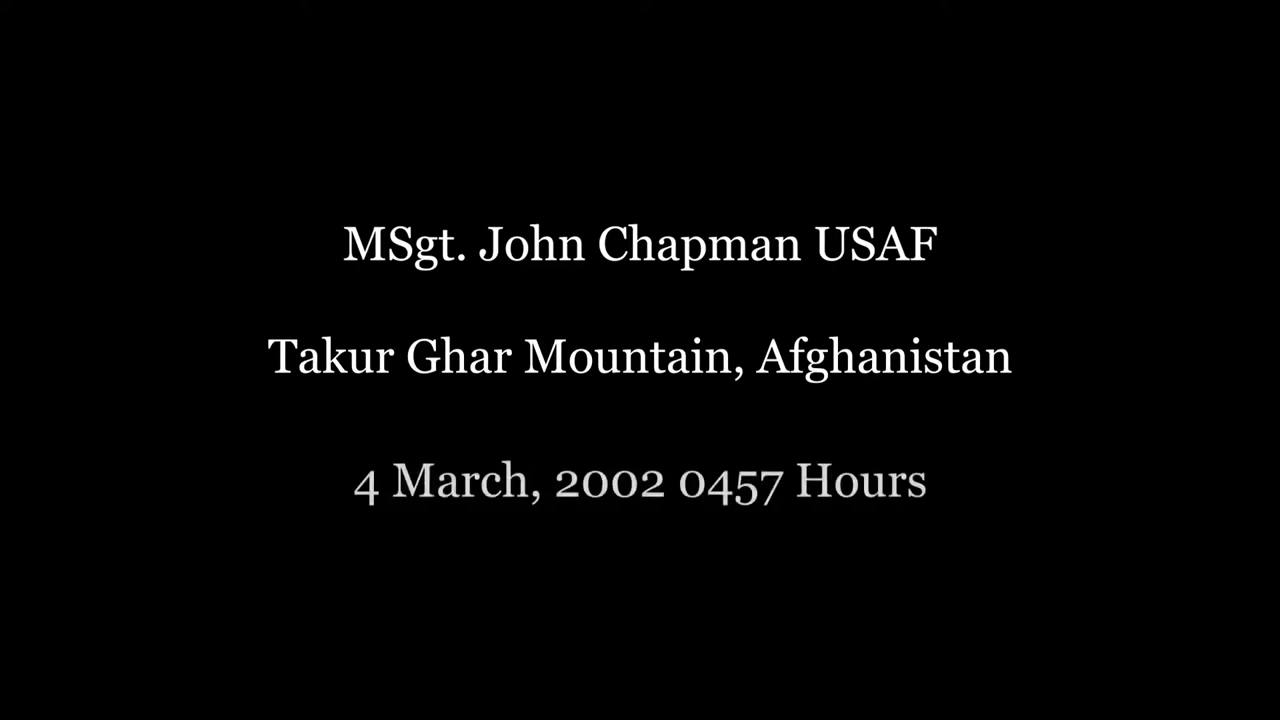 MSgt. John Chapman USAF
Takur Ghar Mountain, Afghanistan
4 March, 2002 0457 Hours